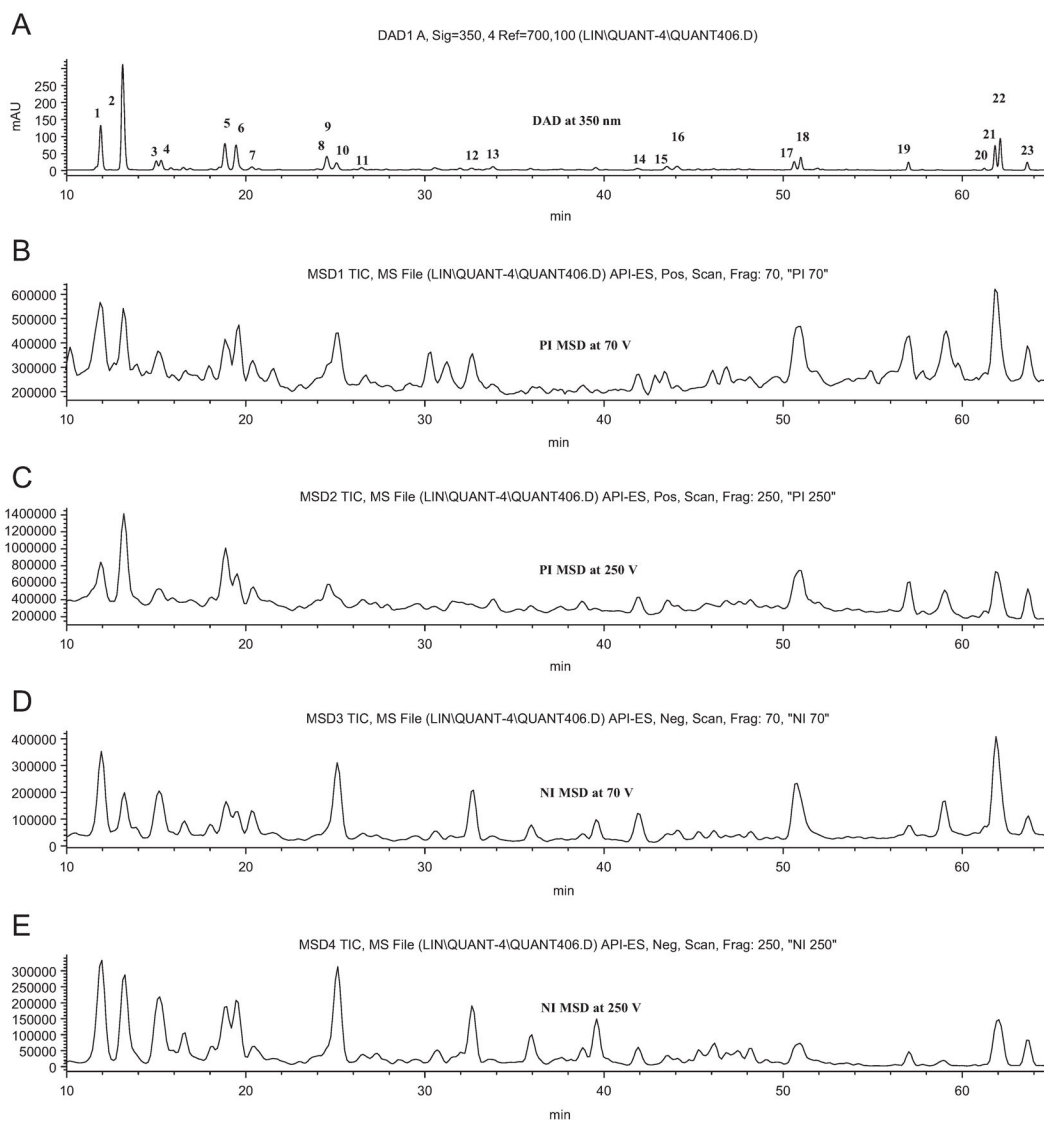 A
DAD1 A, Sig=350, 4 Ref=700,100 (LIN\QUANT-4\QUANT406.D)
mAU
250
200
150
100
50
0
1
2
3
4
5
6
7
8
9
10
11
12
13
14
15
16
17
18
19
20
21
22
23
DAD at 350 nm
10 20 30 40 50 60
min
B
MSD1 TIC, MS File (LIN\QUANT-4\QUANT406.D) API-ES, Pos, Scan, Frag: 70, "PI 70"
600000
500000
400000
300000
200000
PI MSD at 70 V
10 20 30 40 50 60
min
C
MSD2 TIC, MS File (LIN\QUANT-4\QUANT406.D) API-ES, Pos, Scan, Frag: 250, "PI 250"
1400000
1200000
1000000
800000
600000
400000
200000
PI MSD at 250 V
10 20 30 40 50 60
min
D
MSD3 TIC, MS File (LIN\QUANT-4\QUANT406.D) API-ES, Neg, Scan, Frag: 70, "NI 70"
400000
300000
200000
100000
0
NI MSD at 70 V
10 20 30 40 50 60
min
E
MSD4 TIC, MS File (LIN\QUANT-4\QUANT406.D) API-ES, Neg, Scan, Frag: 250, "NI 250"
300000
250000
200000
150000
100000
50000
0
NI MSD at 250 V
10 20 30 40 50 60
min